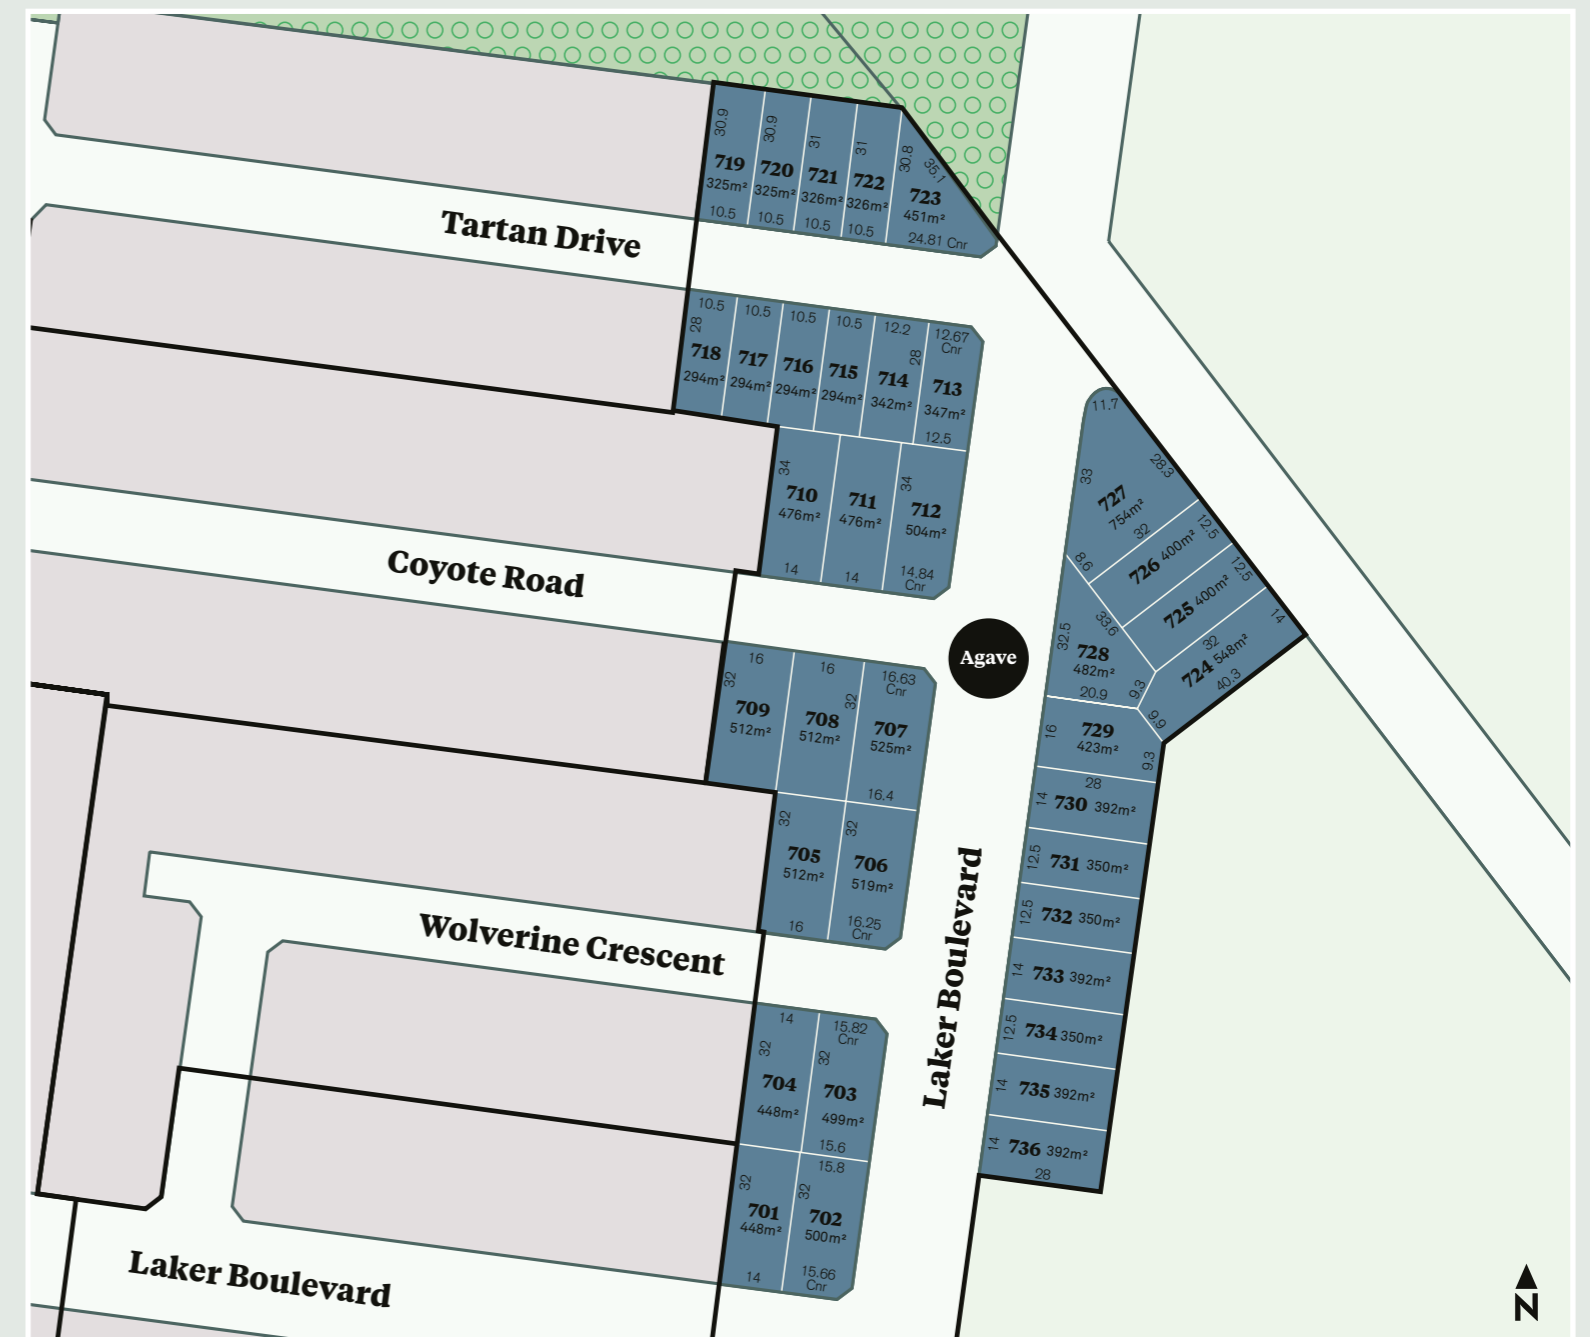 30.9
30.9
31
31
30.8
35.1
719
325m²
720
325m²
721
326m²
722
326m²
723
451m²
10.5
10.5
10.5
10.5
24.81 Cnr
Tartan Drive
10.5
10.5
10.5
10.5
12.2
12.67
Cnr
28
28
718
294m²
717
294m²
716
294m²
715
294m²
714
342m²
713
347m²
12.5
34
34
710
476m²
711
476m²
712
504m²
14
14
14.84
Cnr
Coyote Road
11.7
33
28.3
727
754m²
32
12.5
726 400m²
12.5
725 400m²
8.6
33.6
32
14
724 548m²
40.3
32.5
728
482m²
20.9
9.3
9.9
Agave
16
16
16.63
Cnr
32
32
709
512m²
708
512m²
707
525m²
16.4
16
729
423m²
9.3
28
14
730 392m²
12.5
731 350m²
12.5
732 350m²
14
733 392m²
12.5
734 350m²
14
735 392m²
14
736 392m²
28
32
32
705
512m²
706
519m²
16
16.25
Cnr
Wolverine Crescent
Laker Boulevard
14
15.82
Cnr
32
32
704
448m²
703
499m²
15.6
15.8
32
32
701
448m²
702
500m²
14
15.66
Cnr
Laker Boulevard
N